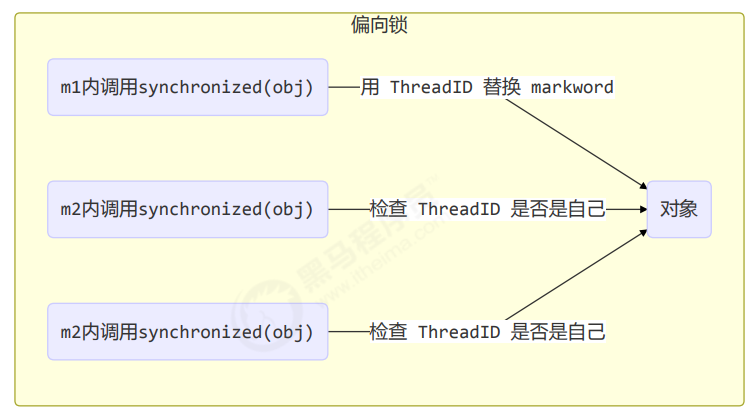 偏向锁
m1内调用synchronized(obj)
用 ThreadID 替换 markword
m2内调用synchronized(obj)
检查 ThreadID 是否是自己
对象
m2内调用synchronized(obj)
检查 ThreadID 是否是自己
黑马程序员
www.itheima.com